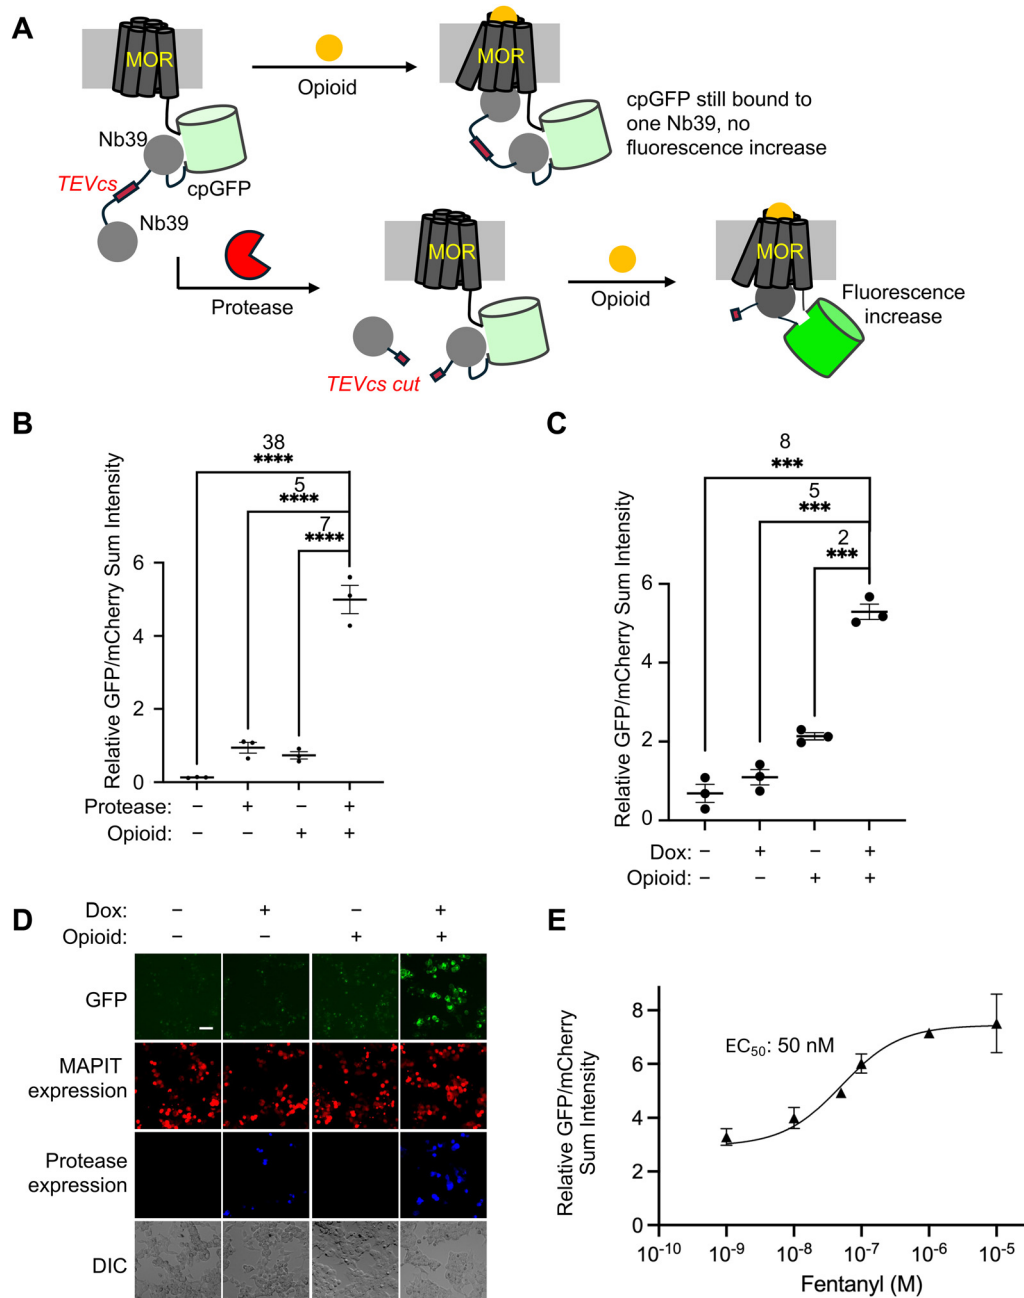 A
MOR
Opioid
MOR
cpGFP still bound to
one Nb39, no
fluorescence increase
Nb39
TEVcs
cpGFP
Nb39
Protease
MOR
TEVcs cut
Opioid
MOR
Fluorescence
increase
B
38
****
5
****
7
****
Relative GFP/mCherry Sum Intensity
6
4
2
0
Protease: – + – +
Opioid: – – + +
C
8
***
5
***
2
***
Relative GFP/mCherry Sum Intensity
6
4
2
0
Dox: – + – +
Opioid: – – + +
D
Dox: – + – +
Opioid: – – + +
GFP
MAPIT
expression
Protease
expression
DIC
E
Relative GFP/mCherry
Sum Intensity
8
6
4
2
0
EC₅₀: 50 nM
10⁻¹⁰ 10⁻⁹ 10⁻⁸ 10⁻⁷ 10⁻⁶ 10⁻⁵
Fentanyl (M)